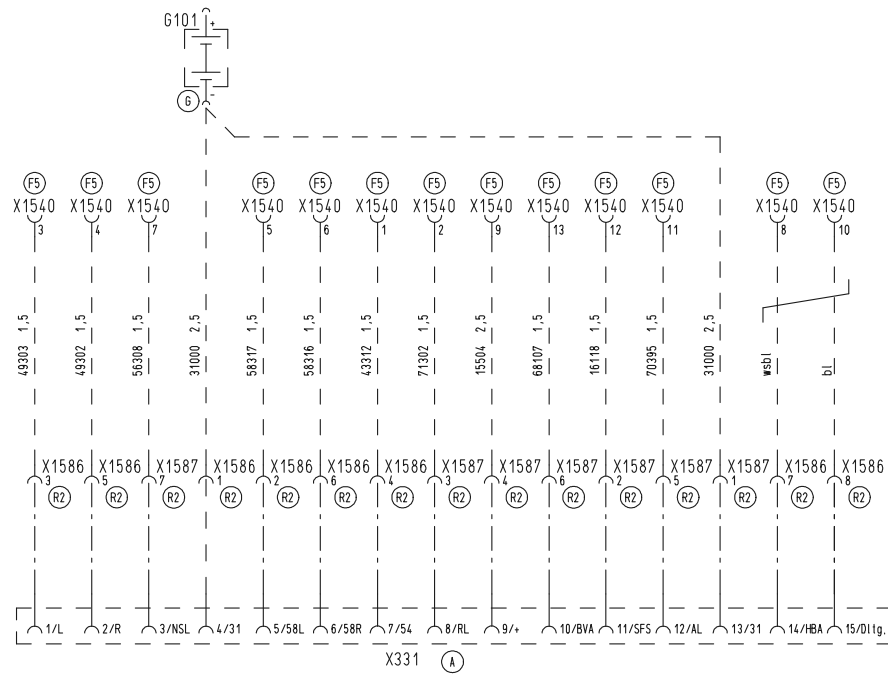 G101 +
-
G
F5 F5 F5 F5 F5 F5 F5 F5 F5 F5 F5 F5 F5
X1540 X1540 X1540 X1540 X1540 X1540 X1540 X1540 X1540 X1540 X1540 X1540 X1540
3 4 7 5 6 1 2 9 13 12 11 8 10
49303 1,5
49302 1,5
56308 1,5
31000 2,5
58317 1,5
58316 1,5
43312 1,5
71302 1,5
15504 2,5
68107 1,5
16118 1,5
70395 1,5
31000 2,5
wsbl
bl
X1586 X1586 X1587 X1586 X1586 X1586 X1586 X1587 X1587 X1587 X1587 X1587 X1587 X1586 X1586
3 5 7 1 2 6 4 3 4 6 2 5 1 7 8
R2 R2 R2 R2 R2 R2 R2 R2 R2 R2 R2 R2 R2 R2 R2
1/L 2/R 3/NSL 4/31 5/58L 6/58R 7/54 8/RL 9/+ 10/BVA 11/SFS 12/AL 13/31 14/HBA 15/Dltg.
X331 A